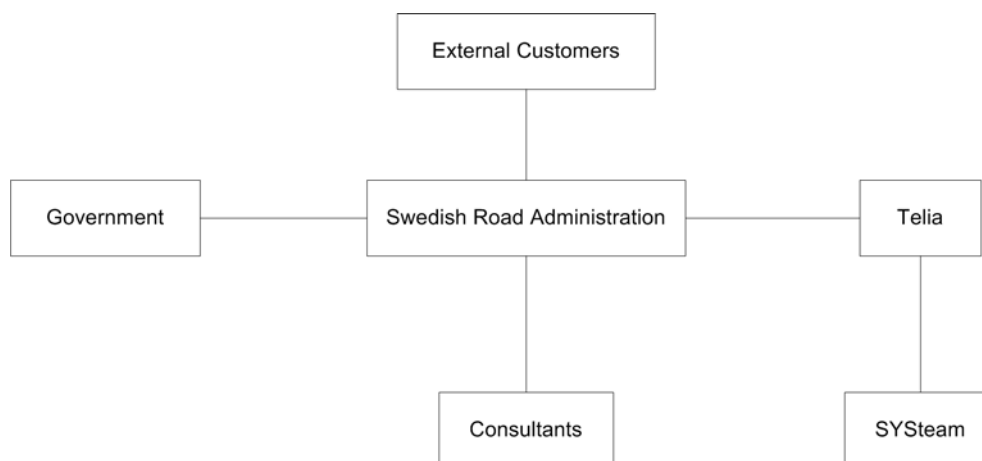 External Customers
Government
Swedish Road Administration
Telia
Consultants
SYSteam